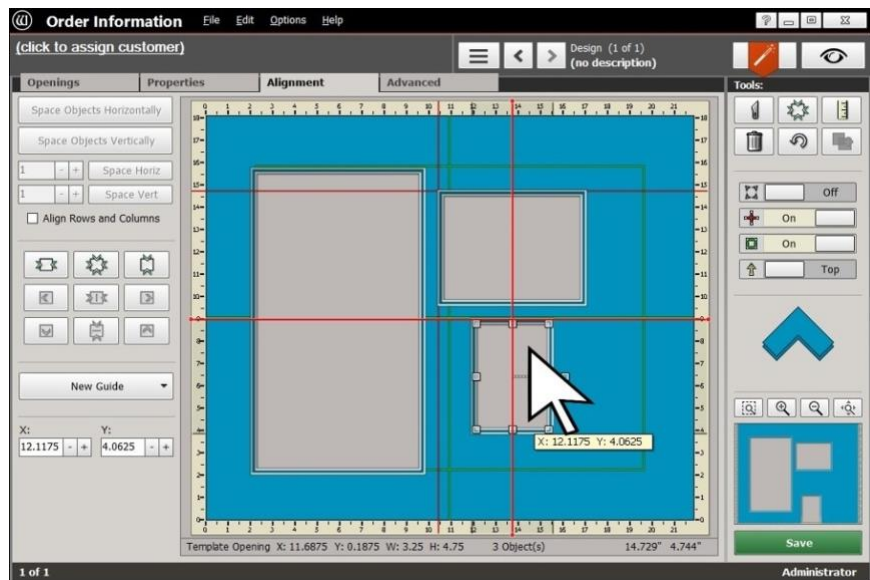 Order Information File Edit Options Help
(click to assign customer)
Design (1 of 1)
(no description)
Openings Properties Alignment Advanced
Tools:
Space Objects Horizontally
Space Objects Vertically
1 - + Space Horiz
1 - + Space Vert
Align Rows and Columns
Off
On
On
Top
New Guide
X: Y:
12.1175 - + 4.0625 - +
X: 12.1175 Y: 4.0625
Template Opening X: 11.6875 Y: 0.1875 W: 3.25 H: 4.75 3 Object(s) 14.729" 4.744"
Save
1 of 1 Administrator